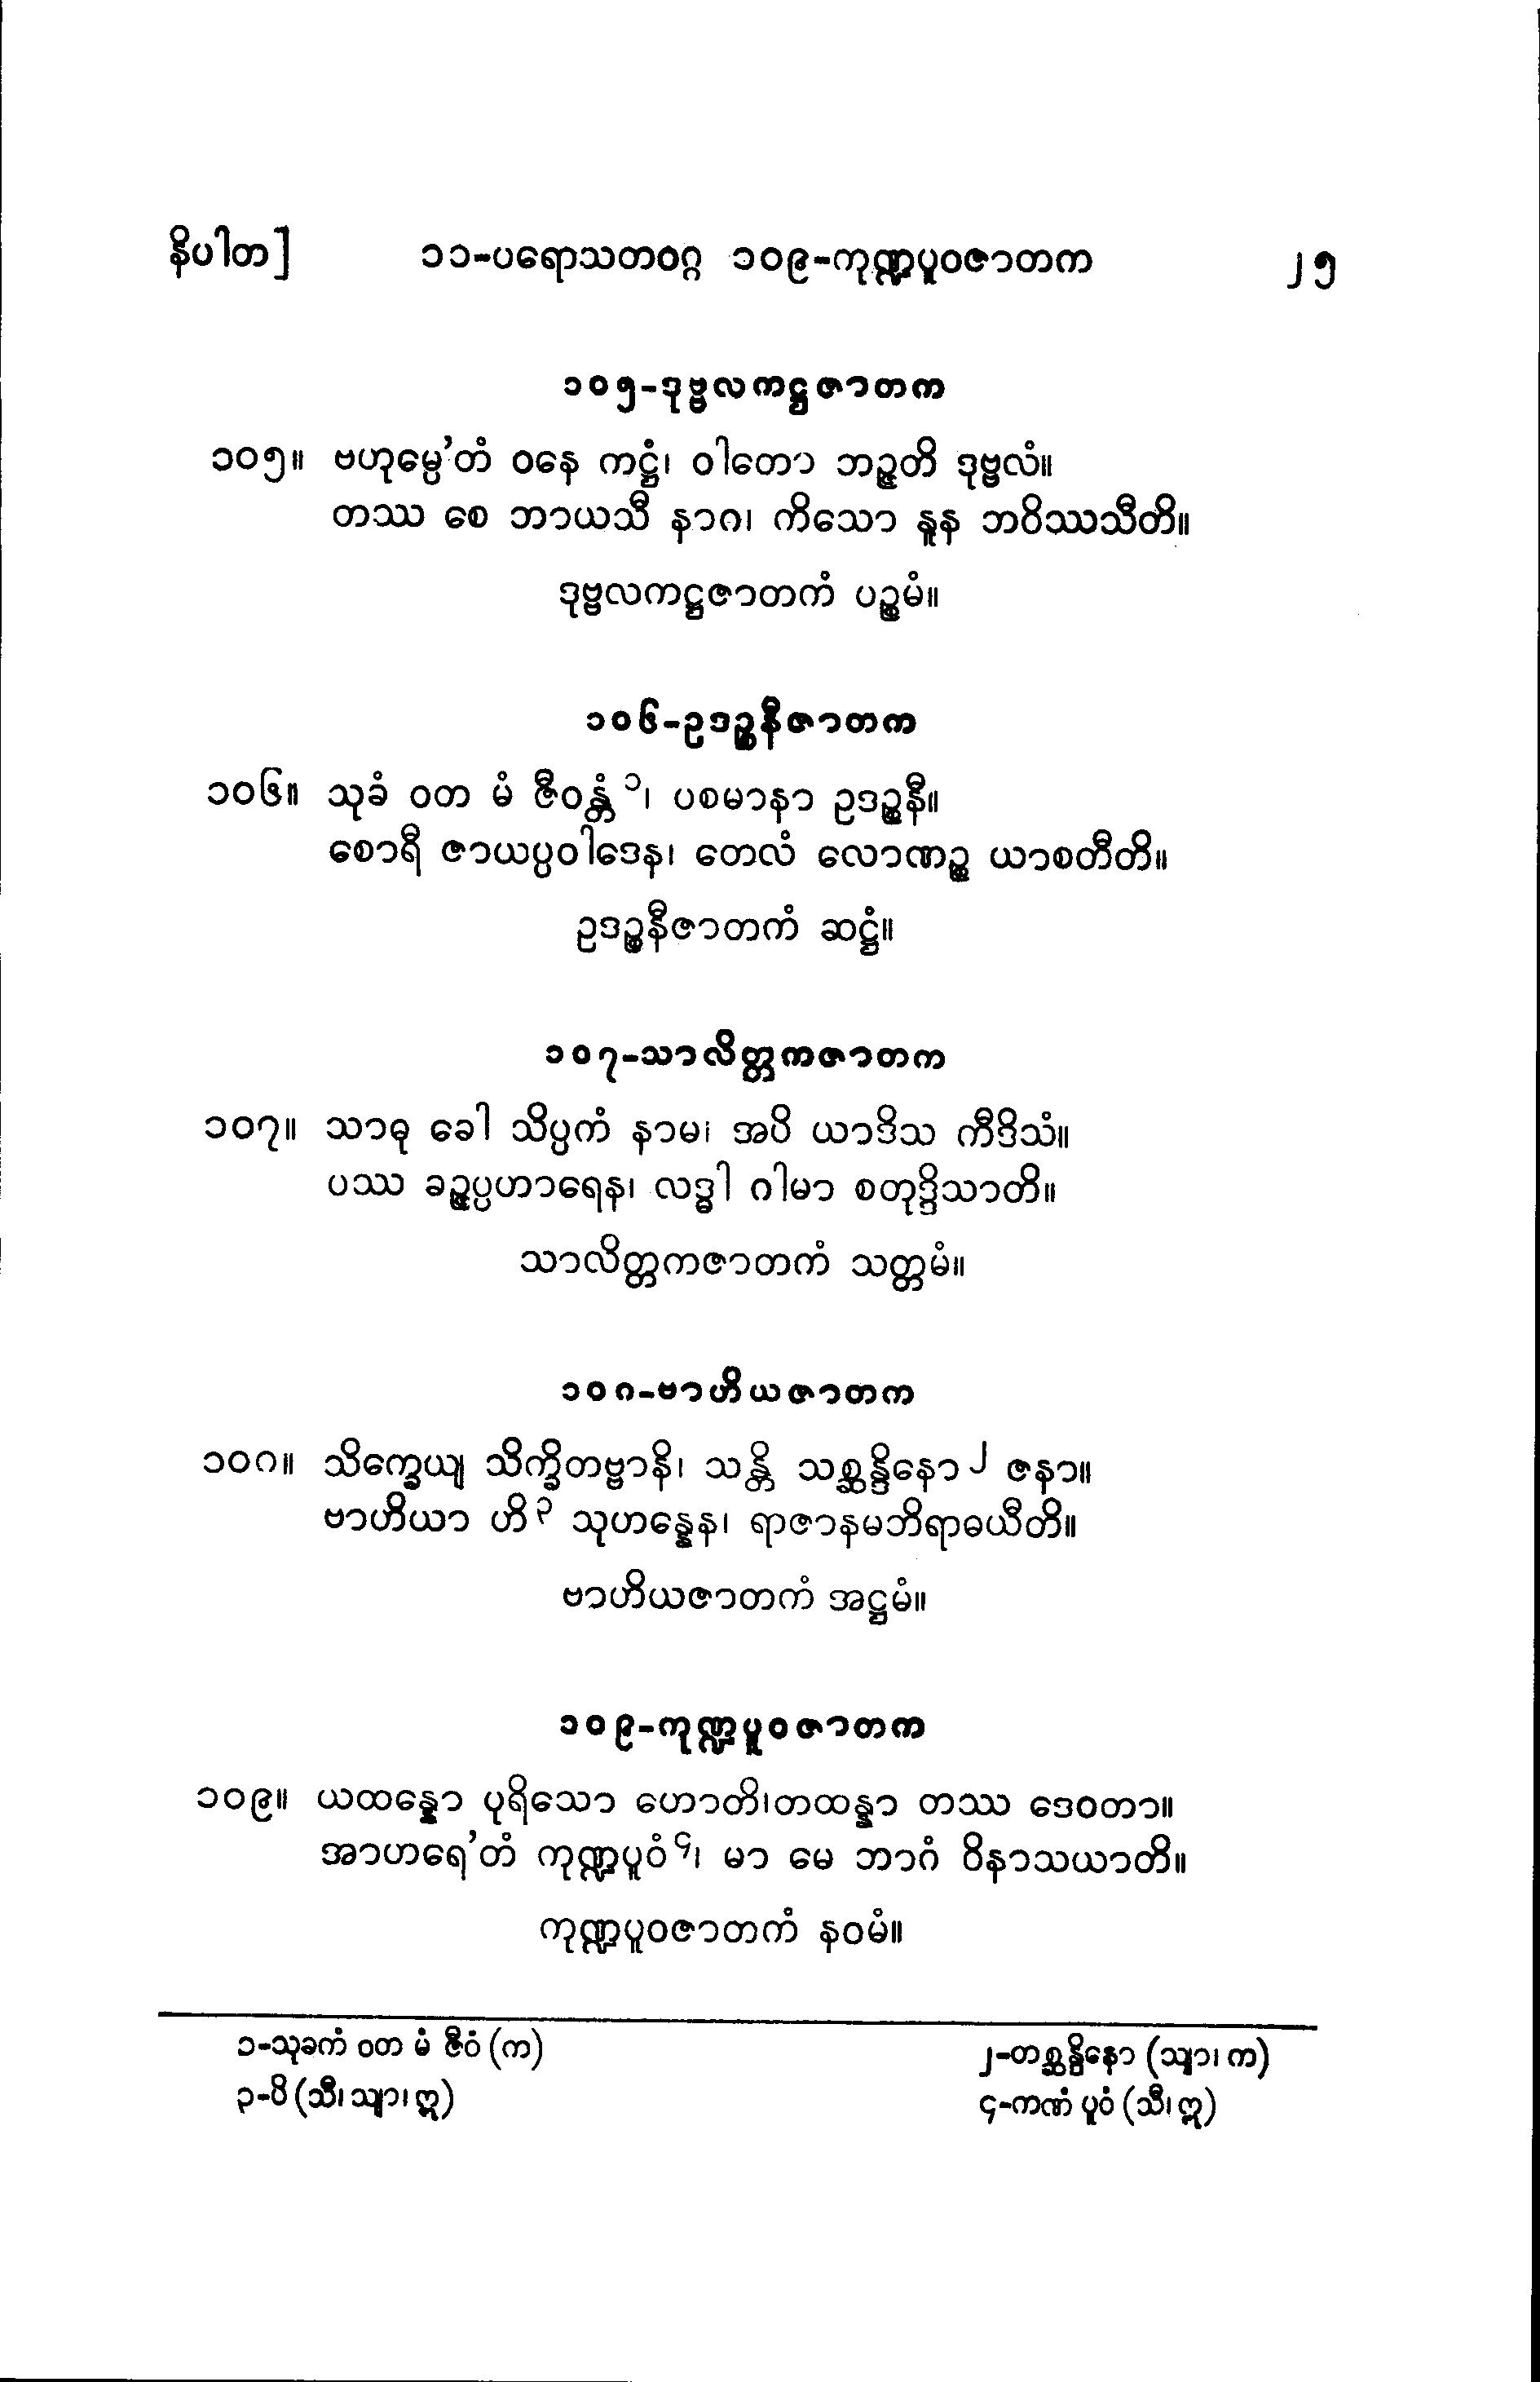 နိပါတ] ၁၁-ပရောသတဝဂ္ဂ ၁၀၉-ကုဏ္ဍပူဝဇာတက ၂၅
၁၀၅-ဒုဗ္ဗလကဋ္ဌဇာတက
၁၀၅။ ဗဟုမ္ပေ’တံ ဝနေ ကဋ္ဌံ၊ ဝါတော ဘဉ္ဇတိ ဒုဗ္ဗလံ။
တဿ စေ ဘာယသီ နာဂ၊ ကိသော နူန ဘဝိဿသီတိ။
ဒုဗ္ဗလကဋ္ဌဇာတကံ ပဉ္စမံ။
၁၀၆-ဥဒဉ္စနီဇာတက
၁၀၆။ သုခံ ဝတ မံ ဇီဝန္တံ ၁၊ ပစမာနာ ဥဒဉ္စနီ။
စောရီ ဇာယပ္ပဝါဒေန၊ တေလံ လောဏဉ္စ ယာစတီတိ။
ဥဒဉ္စနီဇာတကံ ဆဋ္ဌံ။
၁၀၇-သာလိတ္တကဇာတက
၁၀၇။ သာဓု ခေါ သိပ္ပကံ နာမ၊ အပိ ယာဒိသ ကီဒိသံ။
ပဿ ခဉ္ဇပ္ပဟာရေန၊ လဒ္ဓါ ဂါမာ စတုဒ္ဒိသာတိ။
သာလိတ္တကဇာတကံ သတ္တမံ။
၁၀၈-ဗာဟိယဇာတက
၁၀၈။ သိက္ခေယျ သိက္ခိတဗ္ဗာနိ၊ သန္တိ သစ္ဆန္ဒိနော ၂ ဇနာ။
ဗာဟိယာ ဟိ ၃ သုဟန္နေန၊ ရာဇာနမဘိရာဓယီတိ။
ဗာဟိယဇာတကံ အဋ္ဌမံ။
၁၀၉-ကုဏ္ဍပူဝဇာတက
၁၀၉။ ယထန္နော ပုရိသော ဟောတိ၊တထန္နာ တဿ ဒေဝတာ။
အာဟရေ’တံ ကုဏ္ဍပူဝံ ၄၊ မာ မေ ဘာဂံ ဝိနာသယာတိ။
ကုဏ္ဍပူဝဇာတကံ နဝမံ။
၁-သုခကံ ဝတ မံ ဇီဝံ (က) ၂-တစ္ဆန္ဒိနော (သျာ၊ က)
၃-ပိ (သီ၊ သျာ၊ ဣ) ၄-ကဏံ ပူဝံ (သီ၊ ဣ)